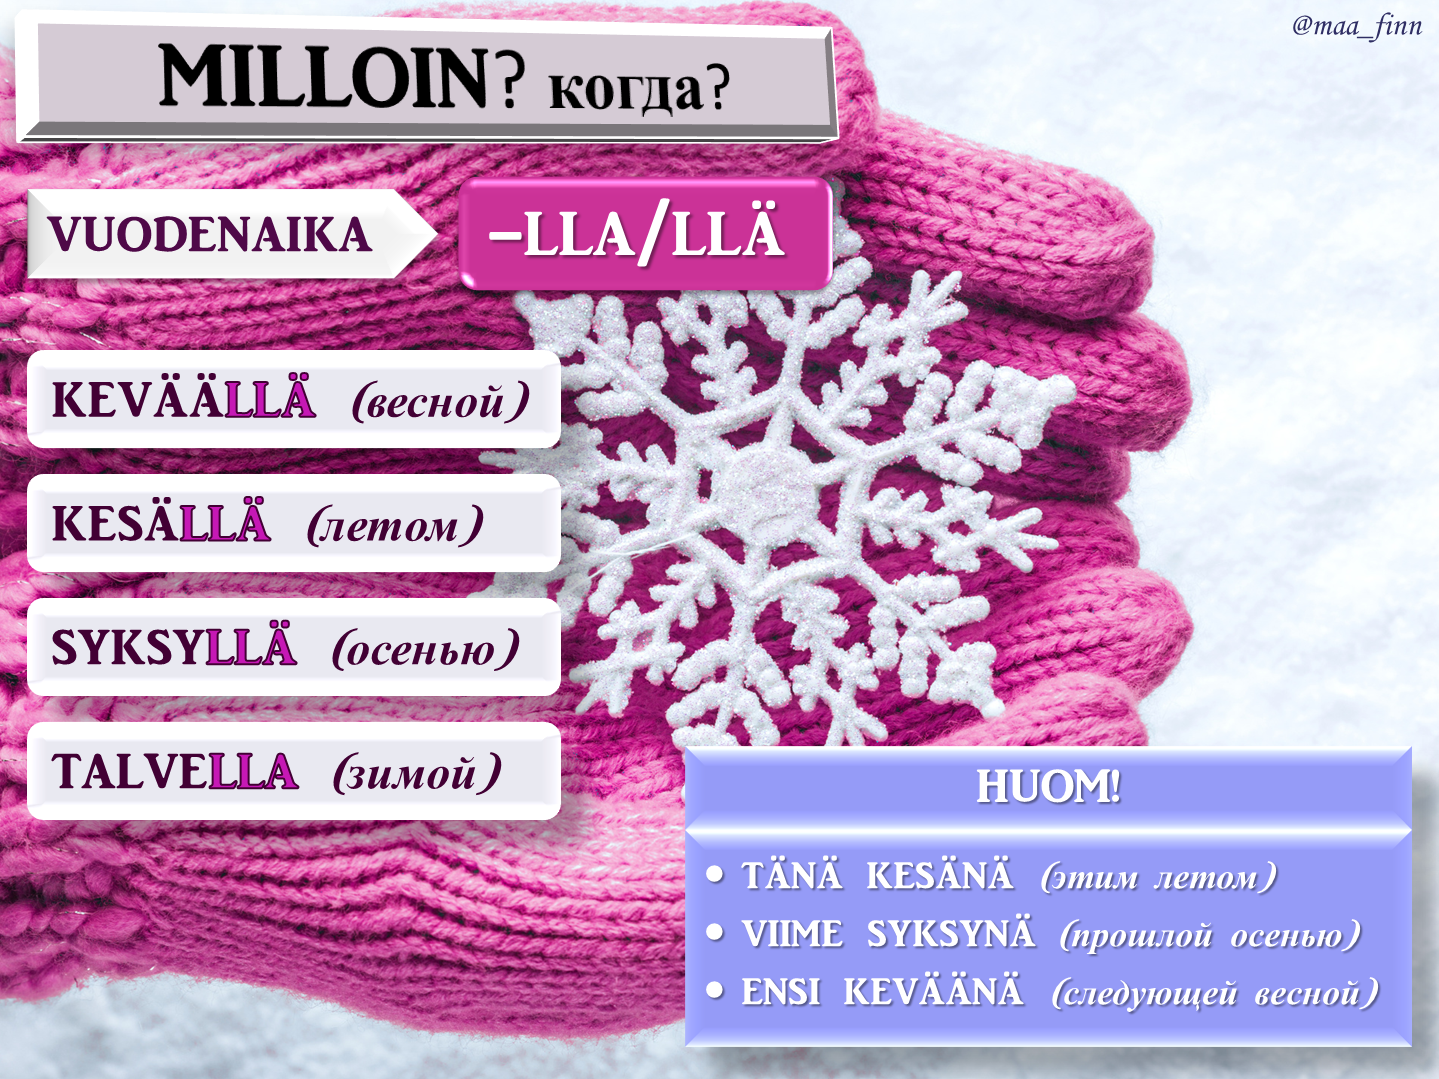 @maa_finn
MILLOIN? когда?
VUODENAIKA
–LLA/LLÄ
KEVÄÄLLÄ (весной)
KESÄLLÄ (летом)
SYKSYLLÄ (осенью)
TALVELLA (зимой)
HUOM!
• TÄNÄ KESÄNÄ (этим летом)
• VIIME SYKSYNÄ (прошлой осенью)
• ENSI KEVÄÄNÄ (следующей весной)